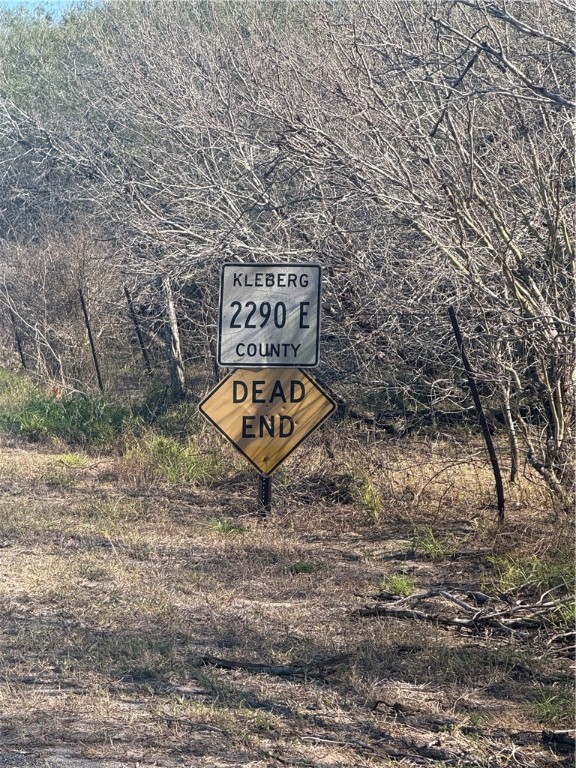 KLEBERG
2290 E
COUNTY
DEAD
END